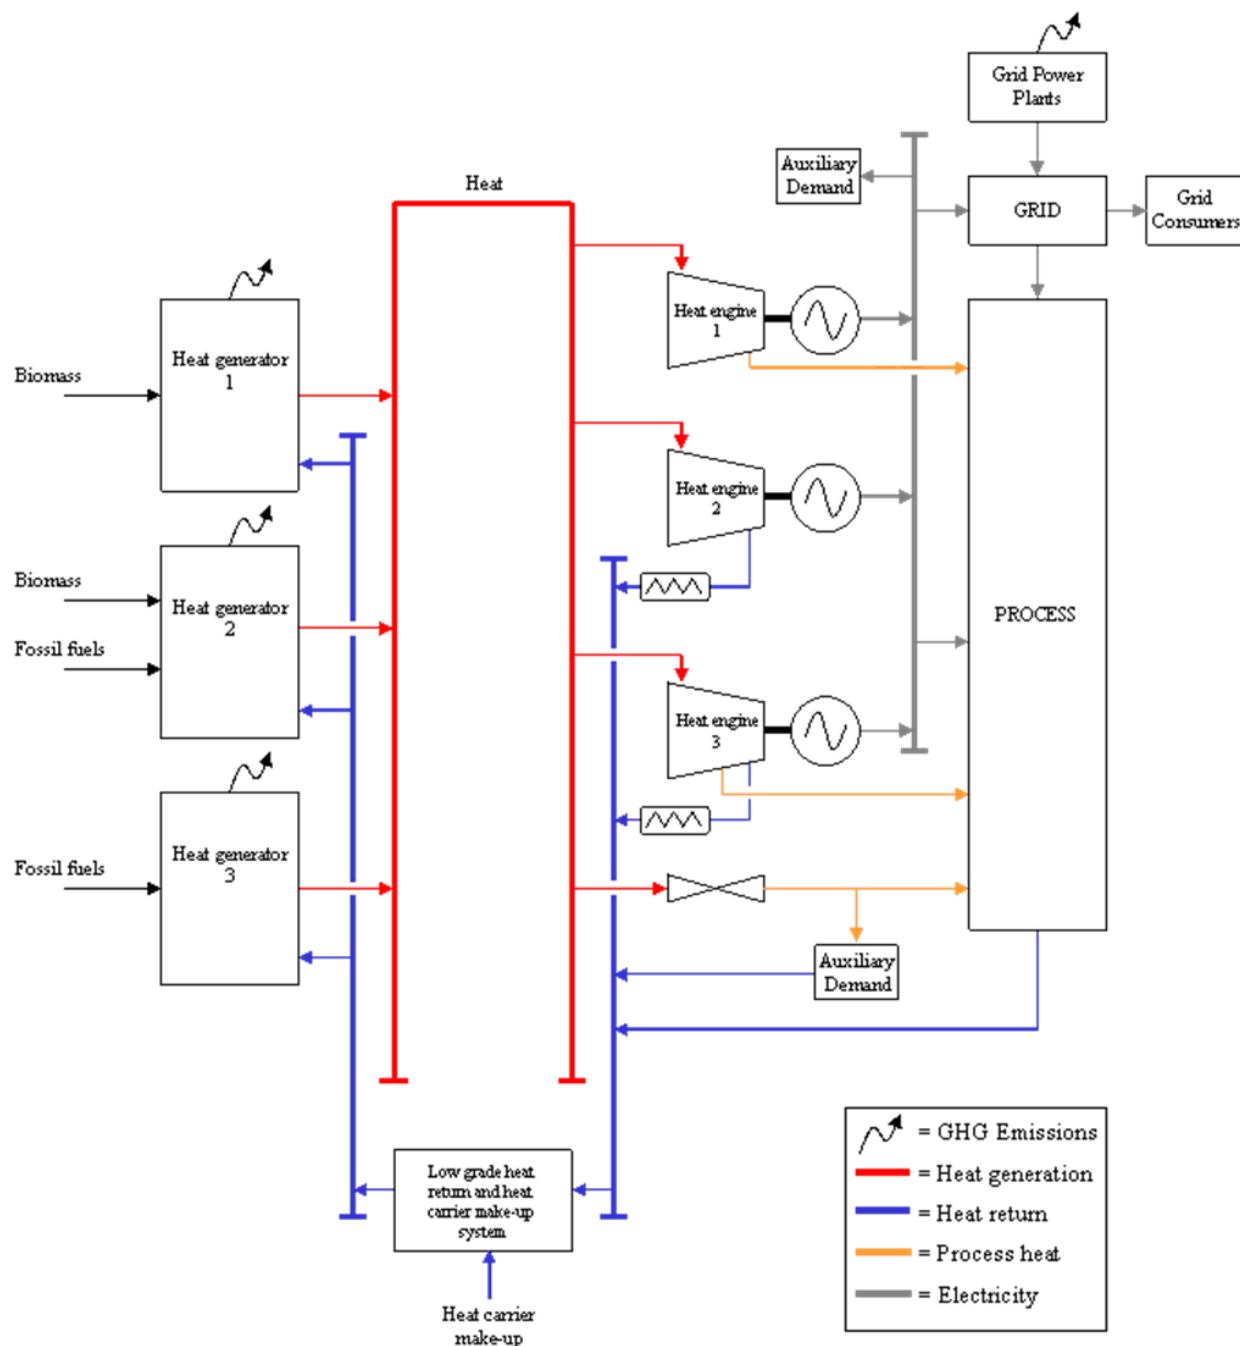 Grid Power
Plants
Auxiliary
Demand
GRID
Grid
Consumers
Heat
Heat engine
1
Heat generator
1
Biomass
Heat engine
2
Biomass
Heat generator
2
Fossil fuels
PROCESS
Heat engine
3
Heat generator
3
Fossil fuels
Auxiliary
Demand
Low grade heat
return and heat
carrier make-up
system
Heat carrier
make-up
= GHG Emissions
= Heat generation
= Heat return
= Process heat
= Electricity